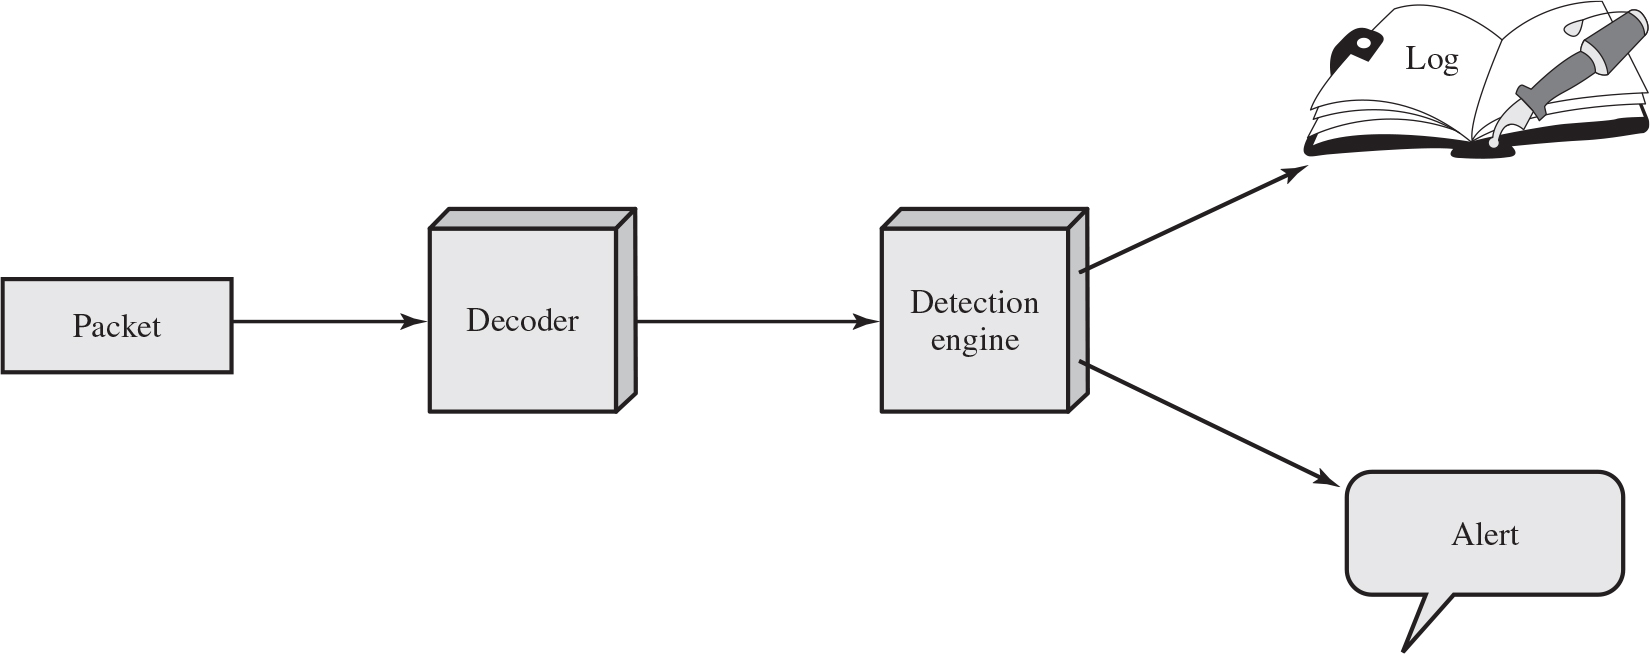 Packet
Decoder
Detection
engine
Log
Alert